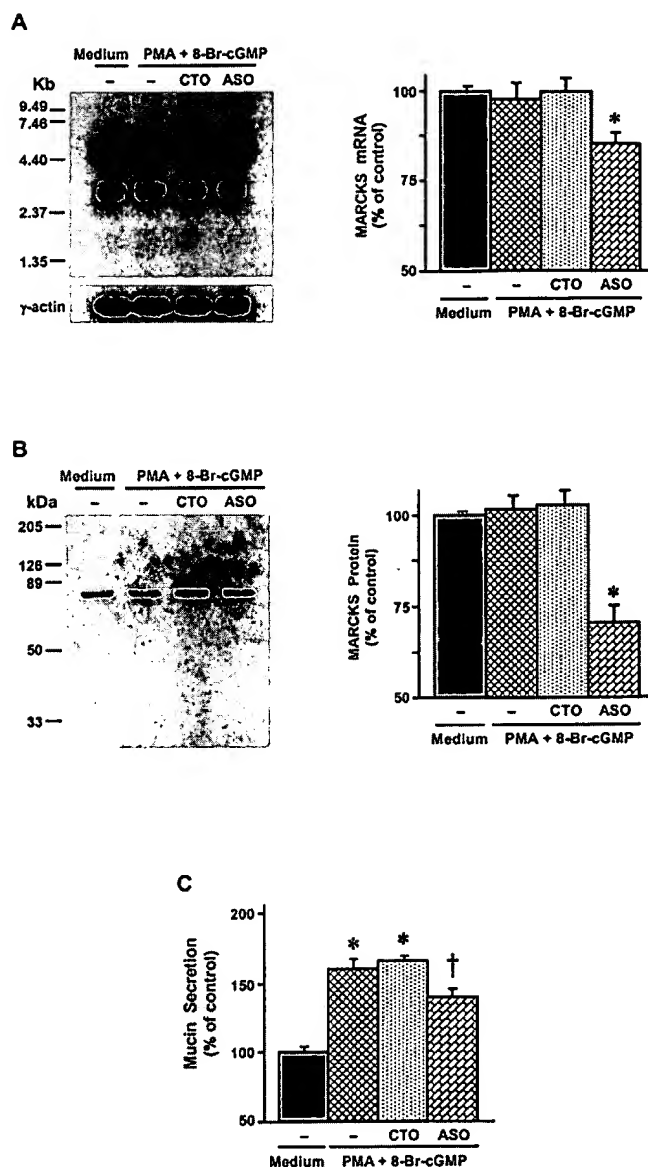 A
Medium PMA + 8-Br-cGMP
Kb – – CTO ASO
9.49
7.46
4.40
2.37
1.35
γ-actin
MARCKS mRNA
(% of control)
100
75
50
*
– – CTO ASO
Medium PMA + 8-Br-cGMP
B
Medium PMA + 8-Br-cGMP
kDa – – CTO ASO
205
126
89
50
33
MARCKS Protein
(% of control)
100
75
50
*
– – CTO ASO
Medium PMA + 8-Br-cGMP
C
Mucin Secretion
(% of control)
200
150
100
50
* * †
– – CTO ASO
Medium PMA + 8-Br-cGMP